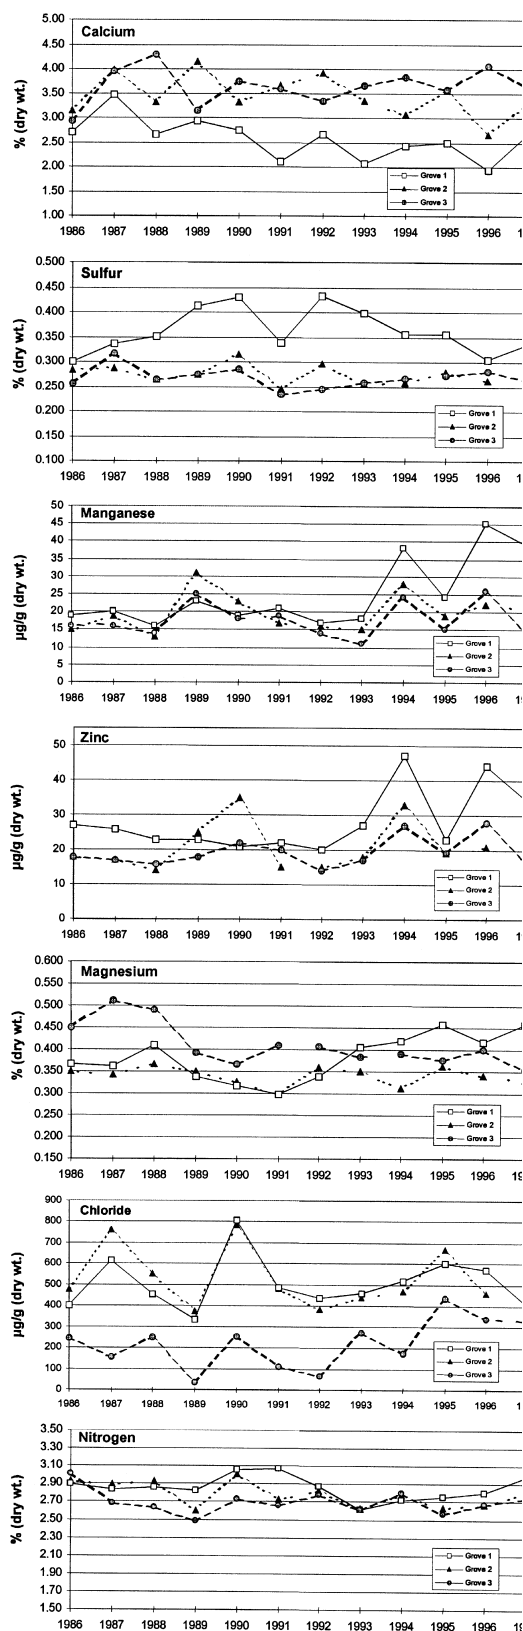 Calcium
% (dry wt.)
5.00
4.50
4.00
3.50
3.00
2.50
2.00
1.50
1.00
Grove 1
Grove 2
Grove 3
1986 1987 1988 1989 1990 1991 1992 1993 1994 1995 1996
Sulfur
% (dry wt.)
0.500
0.450
0.400
0.350
0.300
0.250
0.200
0.150
0.100
Grove 1
Grove 2
Grove 3
1986 1987 1988 1989 1990 1991 1992 1993 1994 1995 1996
Manganese
µg/g (dry wt.)
50
45
40
35
30
25
20
15
10
5
0
Grove 1
Grove 2
Grove 3
1986 1987 1988 1989 1990 1991 1992 1993 1994 1995 1996
Zinc
µg/g (dry wt.)
50
40
30
20
10
0
Grove 1
Grove 2
Grove 3
1986 1987 1988 1989 1990 1991 1992 1993 1994 1995 1996
Magnesium
% (dry wt.)
0.600
0.550
0.500
0.450
0.400
0.350
0.300
0.250
0.200
0.150
Grove 1
Grove 2
Grove 3
1986 1987 1988 1989 1990 1991 1992 1993 1994 1995 1996
Chloride
µg/g (dry wt.)
900
800
700
600
500
400
300
200
100
0
Grove 1
Grove 2
Grove 3
1986 1987 1988 1989 1990 1991 1992 1993 1994 1995 1996
Nitrogen
% (dry wt.)
3.50
3.30
3.10
2.90
2.70
2.50
2.30
2.10
1.90
1.70
1.50
Grove 1
Grove 2
Grove 3
1986 1987 1988 1989 1990 1991 1992 1993 1994 1995 1996